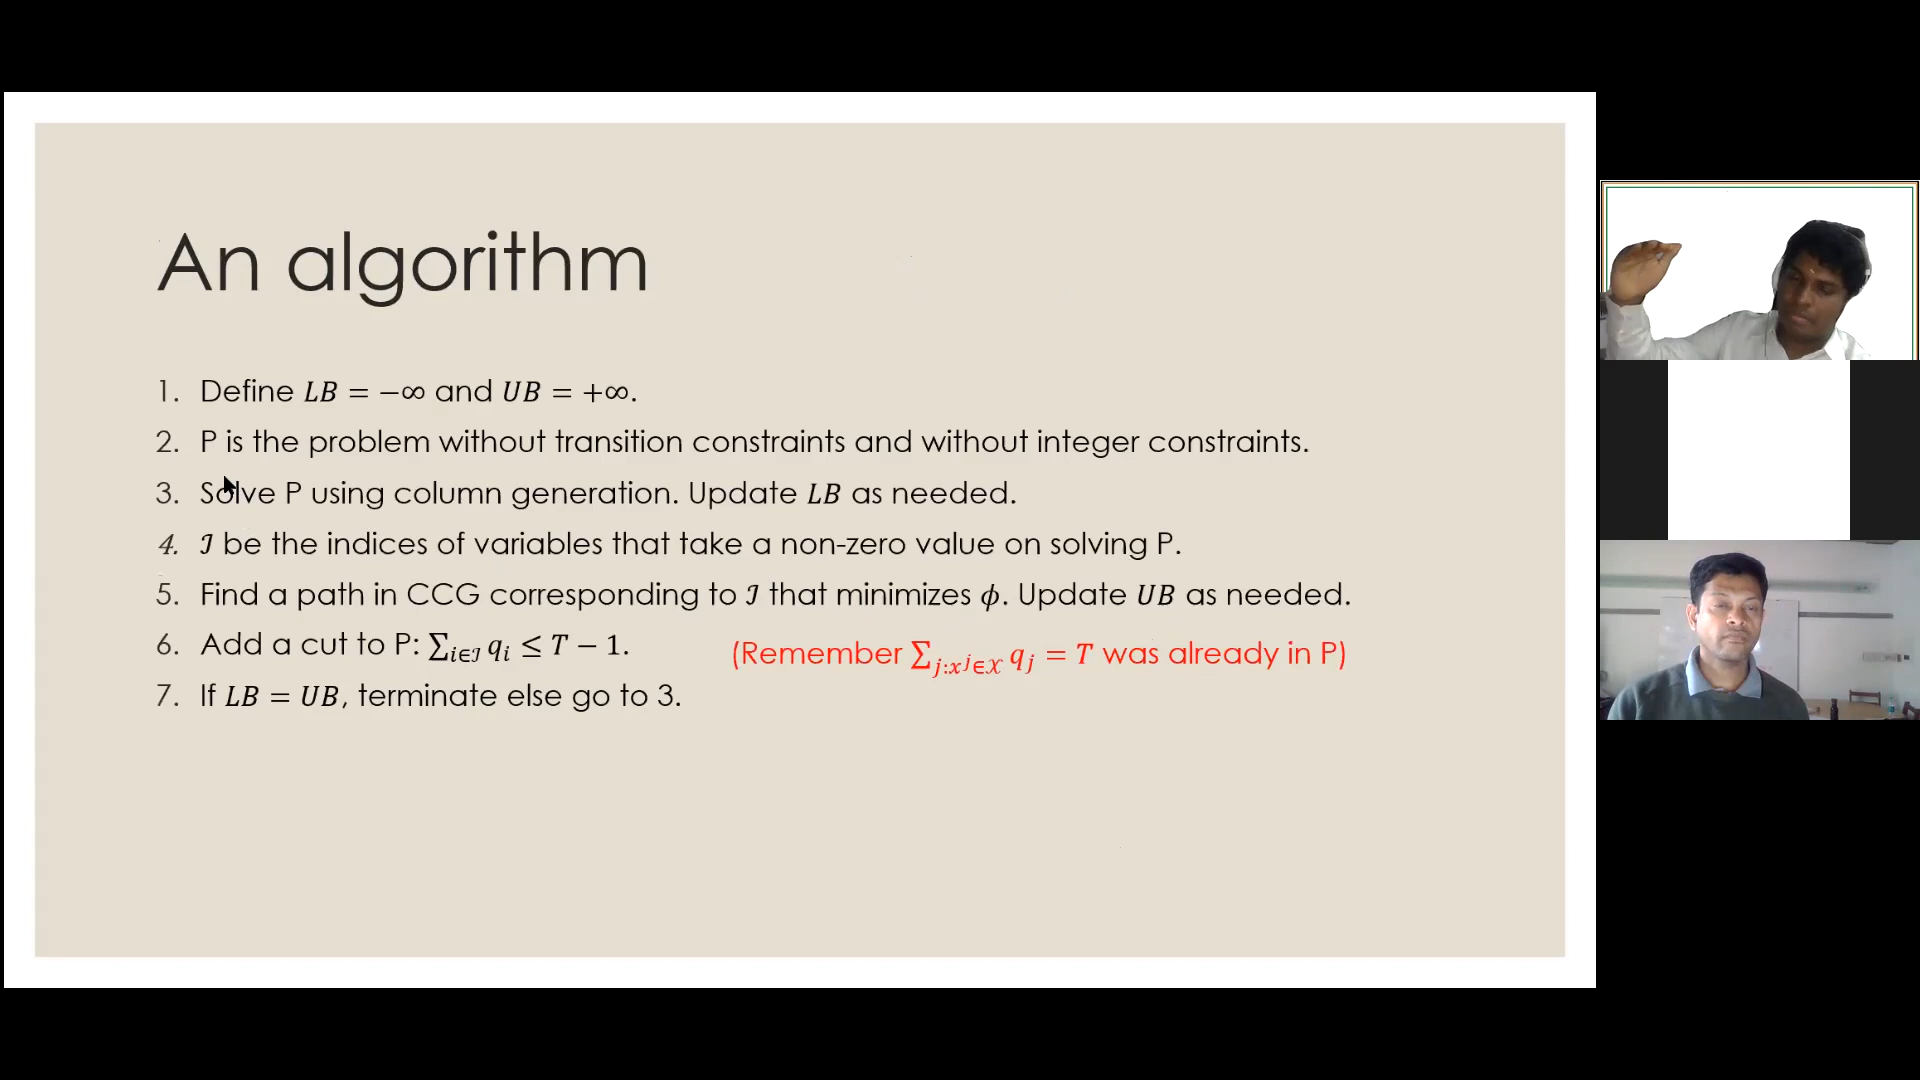 An algorithm
1. Define LB = −∞ and UB = +∞.
2. P is the problem without transition constraints and without integer constraints.
3. Solve P using column generation. Update LB as needed.
4. ℐ be the indices of variables that take a non-zero value on solving P.
5. Find a path in CCG corresponding to ℐ that minimizes ϕ. Update UB as needed.
6. Add a cut to P: ∑_{i∈ℐ} q_i ≤ T − 1. (Remember ∑_{j:x^j∈𝒳} q_j = T was already in P)
7. If LB = UB, terminate else go to 3.